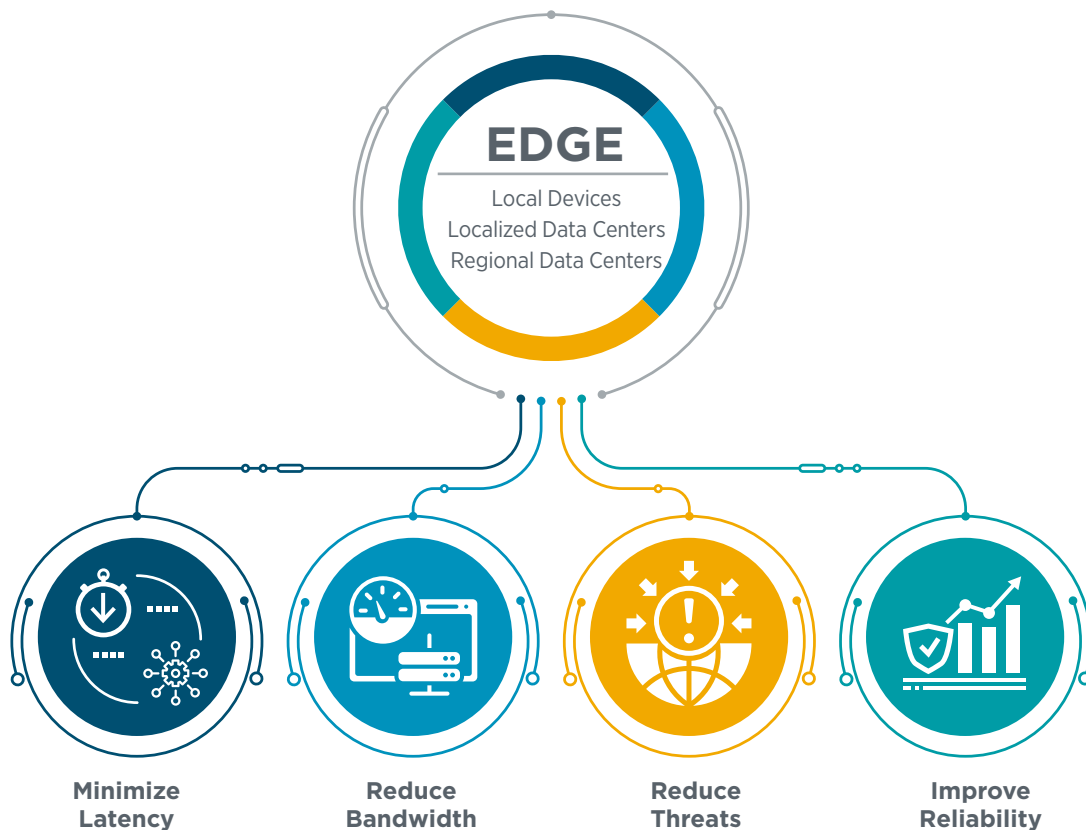 EDGE
Local Devices
Localized Data Centers
Regional Data Centers
Minimize
Latency
Reduce
Bandwidth
Reduce
Threats
Improve
Reliability